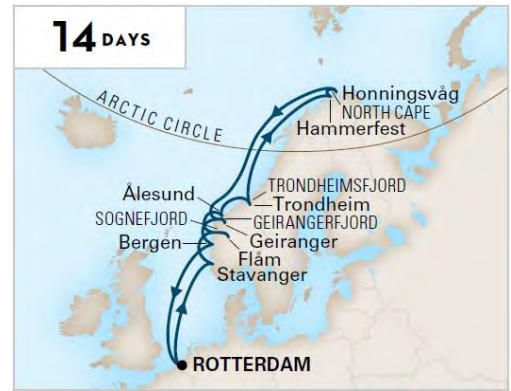 14 DAYS
ARCTIC CIRCLE
Honningsvåg
NORTH CAPE
Hammerfest
TRONDHEIMSFJORD
Ålesund
Trondheim
SOGNEFJORD
GEIRANGERFJORD
Bergen
Geiranger
Flåm
Stavanger
ROTTERDAM